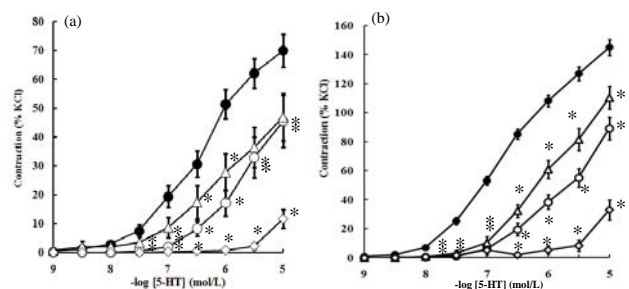 (a)
Contraction (% KCl)
80
70
60
50
40
30
20
10
0
9 8 7 6 5
-log [5-HT] (mol/L)
(b)
Contraction (% KCl)
160
140
120
100
80
60
40
20
0
9 8 7 6 5
-log [5-HT] (mol/L)